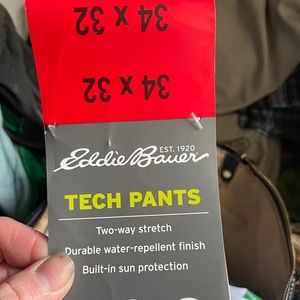 34 x 32
34 x 32
EST. 1920
Eddie Bauer
TECH PANTS
Two-way stretch
Durable water-repellent finish
Built-in sun protection